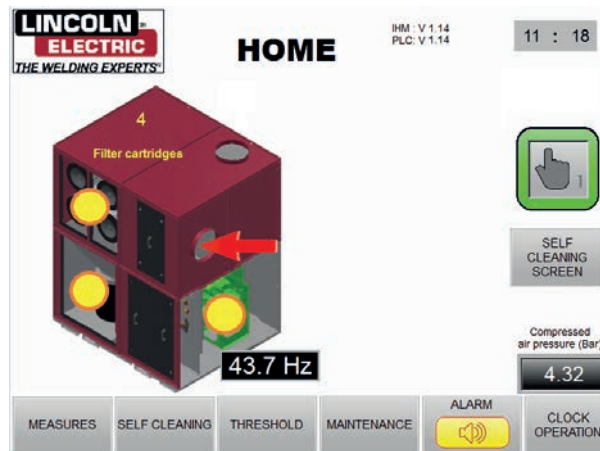 LINCOLN
ELECTRIC
THE WELDING EXPERTS®
HOME
IHM : V 1.14
PLC: V 1.14
11 : 18
4
Filter cartridges
1
SELF
CLEANING
SCREEN
Compressed
air pressure (Bar)
4.32
43.7 Hz
MEASURES
SELF CLEANING
THRESHOLD
MAINTENANCE
ALARM
CLOCK
OPERATION